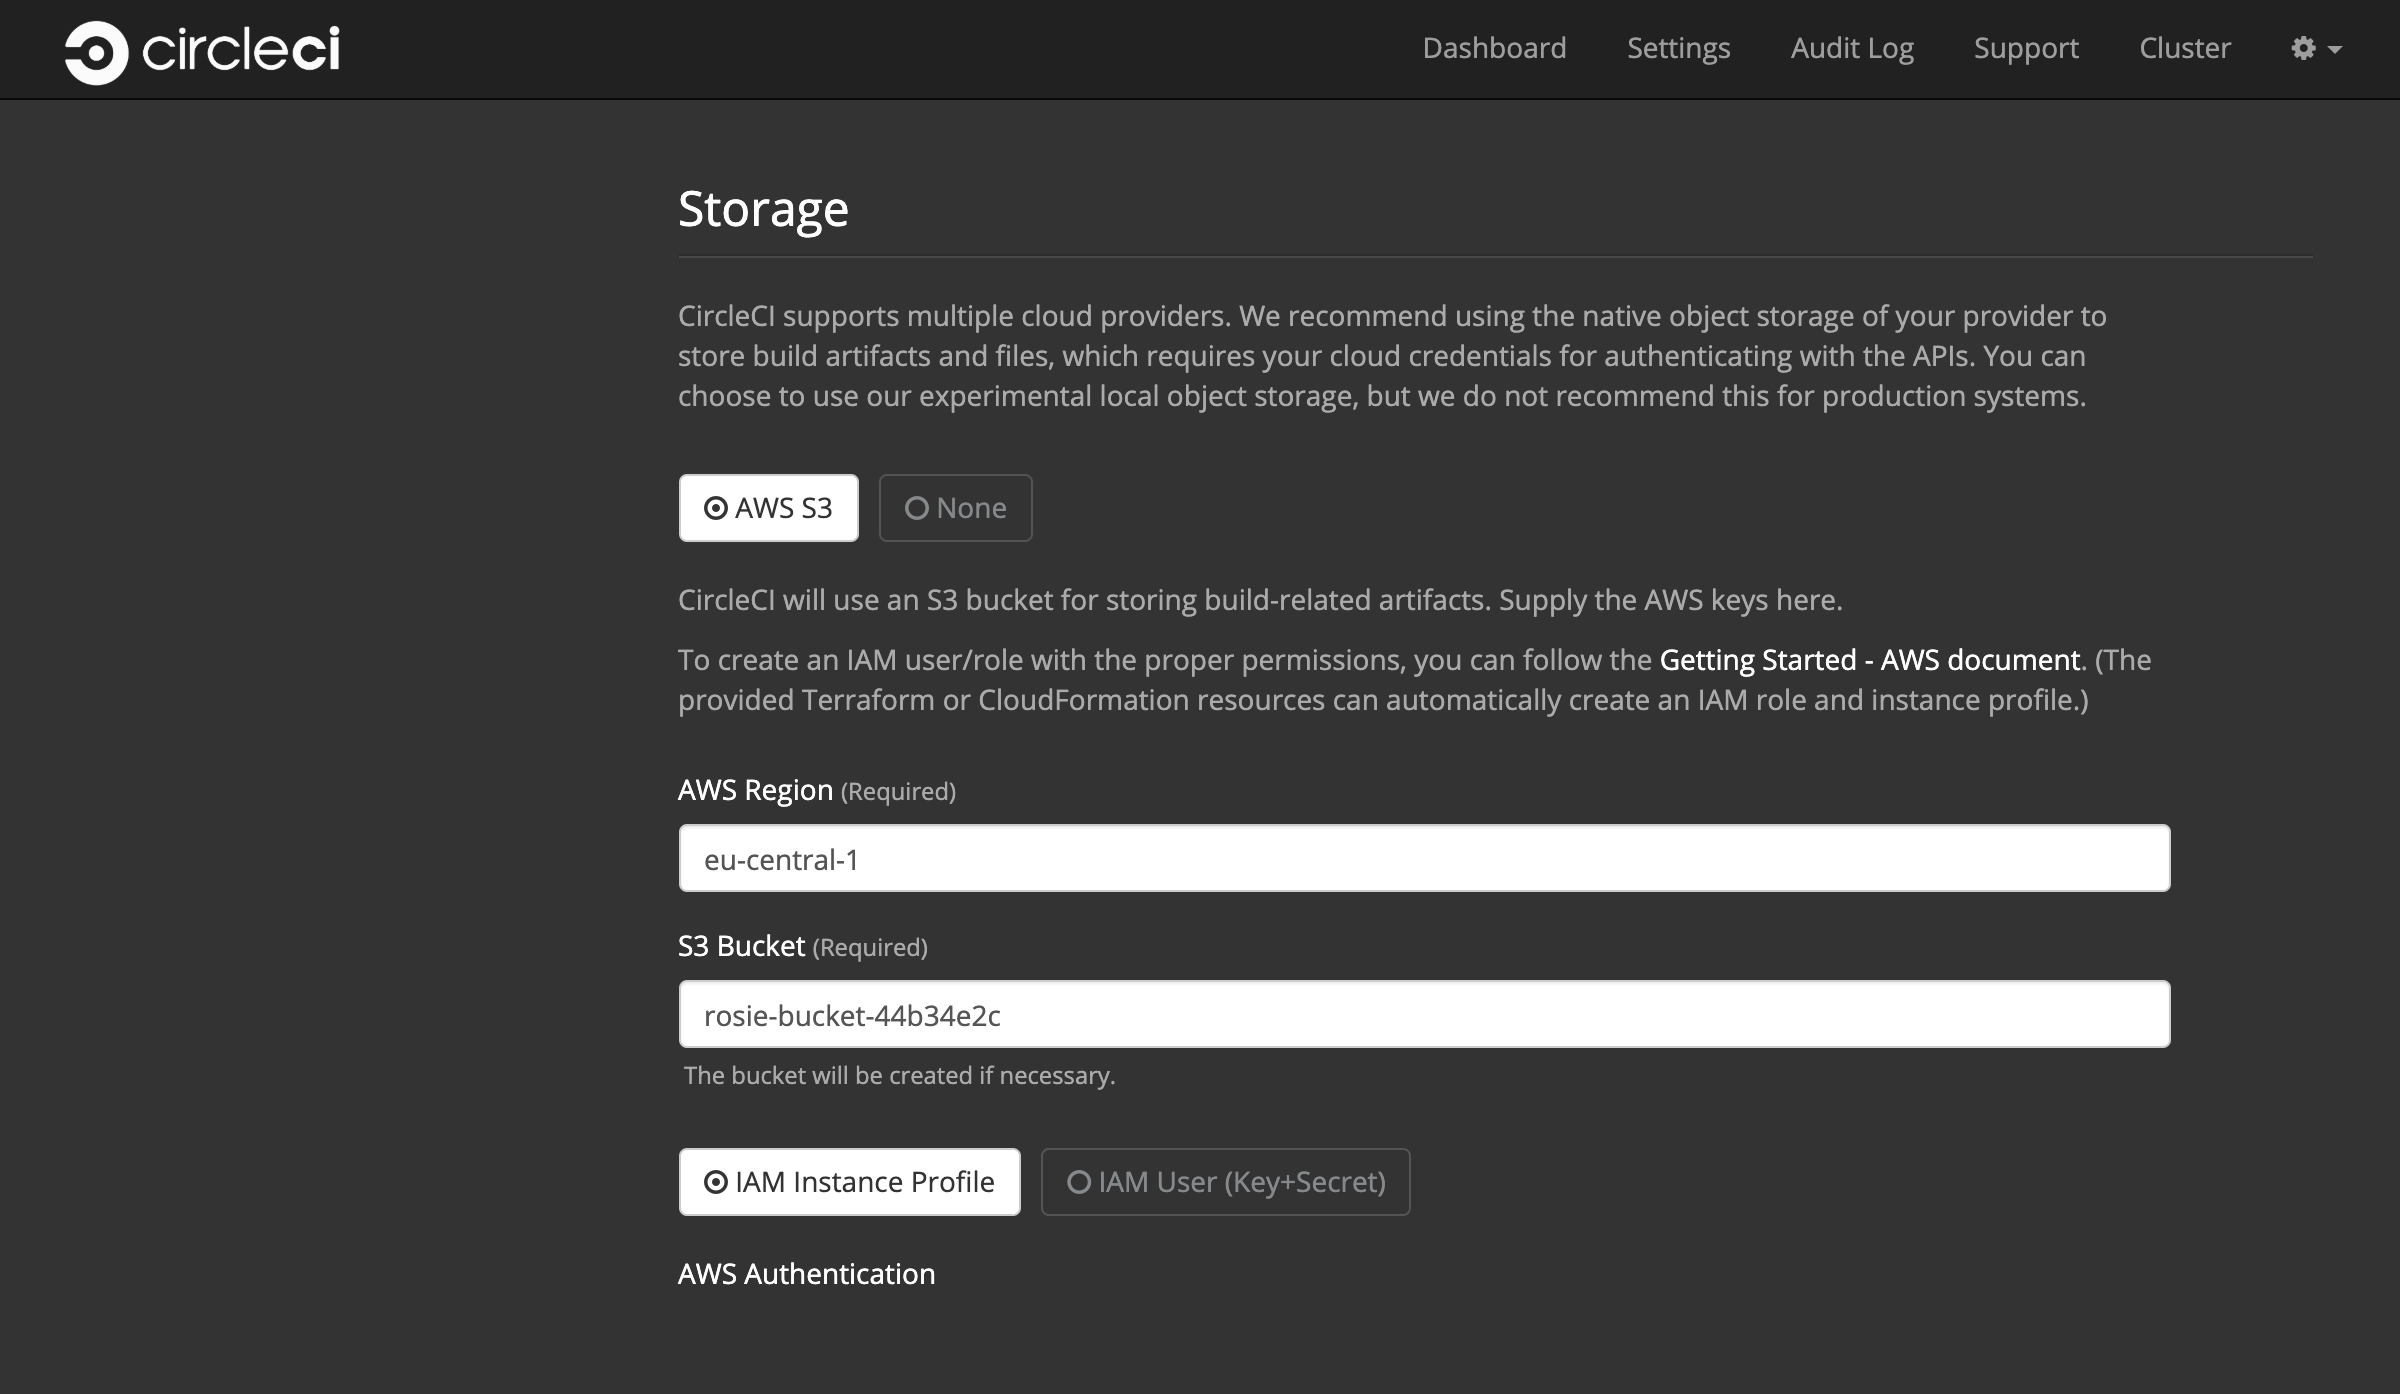 circleci
Dashboard Settings Audit Log Support Cluster
Storage
CircleCI supports multiple cloud providers. We recommend using the native object storage of your provider to
store build artifacts and files, which requires your cloud credentials for authenticating with the APIs. You can
choose to use our experimental local object storage, but we do not recommend this for production systems.
AWS S3 None
CircleCI will use an S3 bucket for storing build-related artifacts. Supply the AWS keys here.
To create an IAM user/role with the proper permissions, you can follow the Getting Started - AWS document. (The
provided Terraform or CloudFormation resources can automatically create an IAM role and instance profile.)
AWS Region (Required)
eu-central-1
S3 Bucket (Required)
rosie-bucket-44b34e2c
The bucket will be created if necessary.
IAM Instance Profile IAM User (Key+Secret)
AWS Authentication